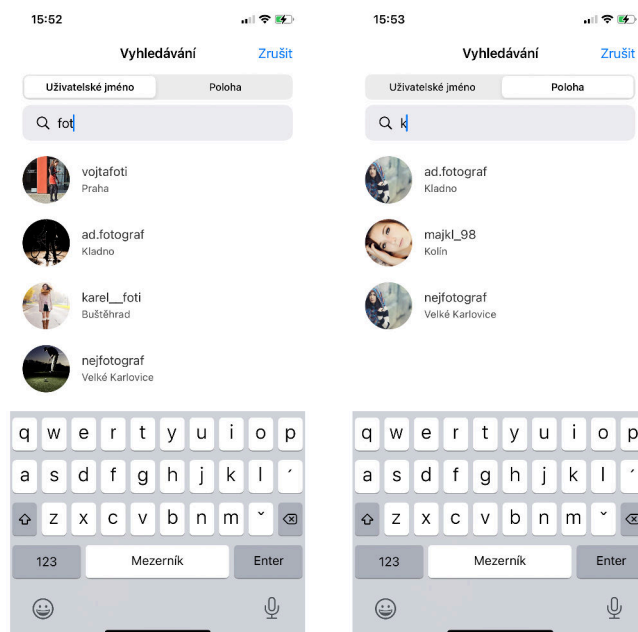 15:52
Vyhledávání
Zrušit
Uživatelské jméno
Poloha
fot
vojtafoti
Praha
ad.fotograf
Kladno
karel__foti
Buštěhrad
nejfotograf
Velké Karlovice
q w e r t y u i o p
a s d f g h j k l ´
z x c v b n m ˇ
123
Mezerník
Enter
15:53
Vyhledávání
Zrušit
Uživatelské jméno
Poloha
k
ad.fotograf
Kladno
majkl_98
Kolín
nejfotograf
Velké Karlovice
q w e r t y u i o p
a s d f g h j k l ´
z x c v b n m ˇ
123
Mezerník
Enter